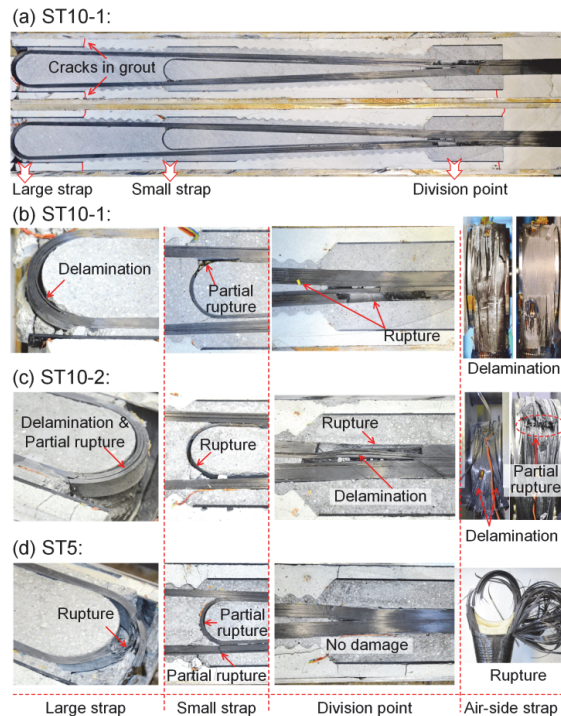 (a) ST10-1:
Cracks in grout
Large strap
Small strap
Division point
(b) ST10-1:
Delamination
Partial
rupture
Rupture
Delamination
(c) ST10-2:
Delamination &
Partial rupture
Rupture
Rupture
Delamination
Partial
rupture
Delamination
(d) ST5:
Rupture
Partial
rupture
Partial rupture
No damage
Rupture
Large strap
Small strap
Division point
Air-side strap